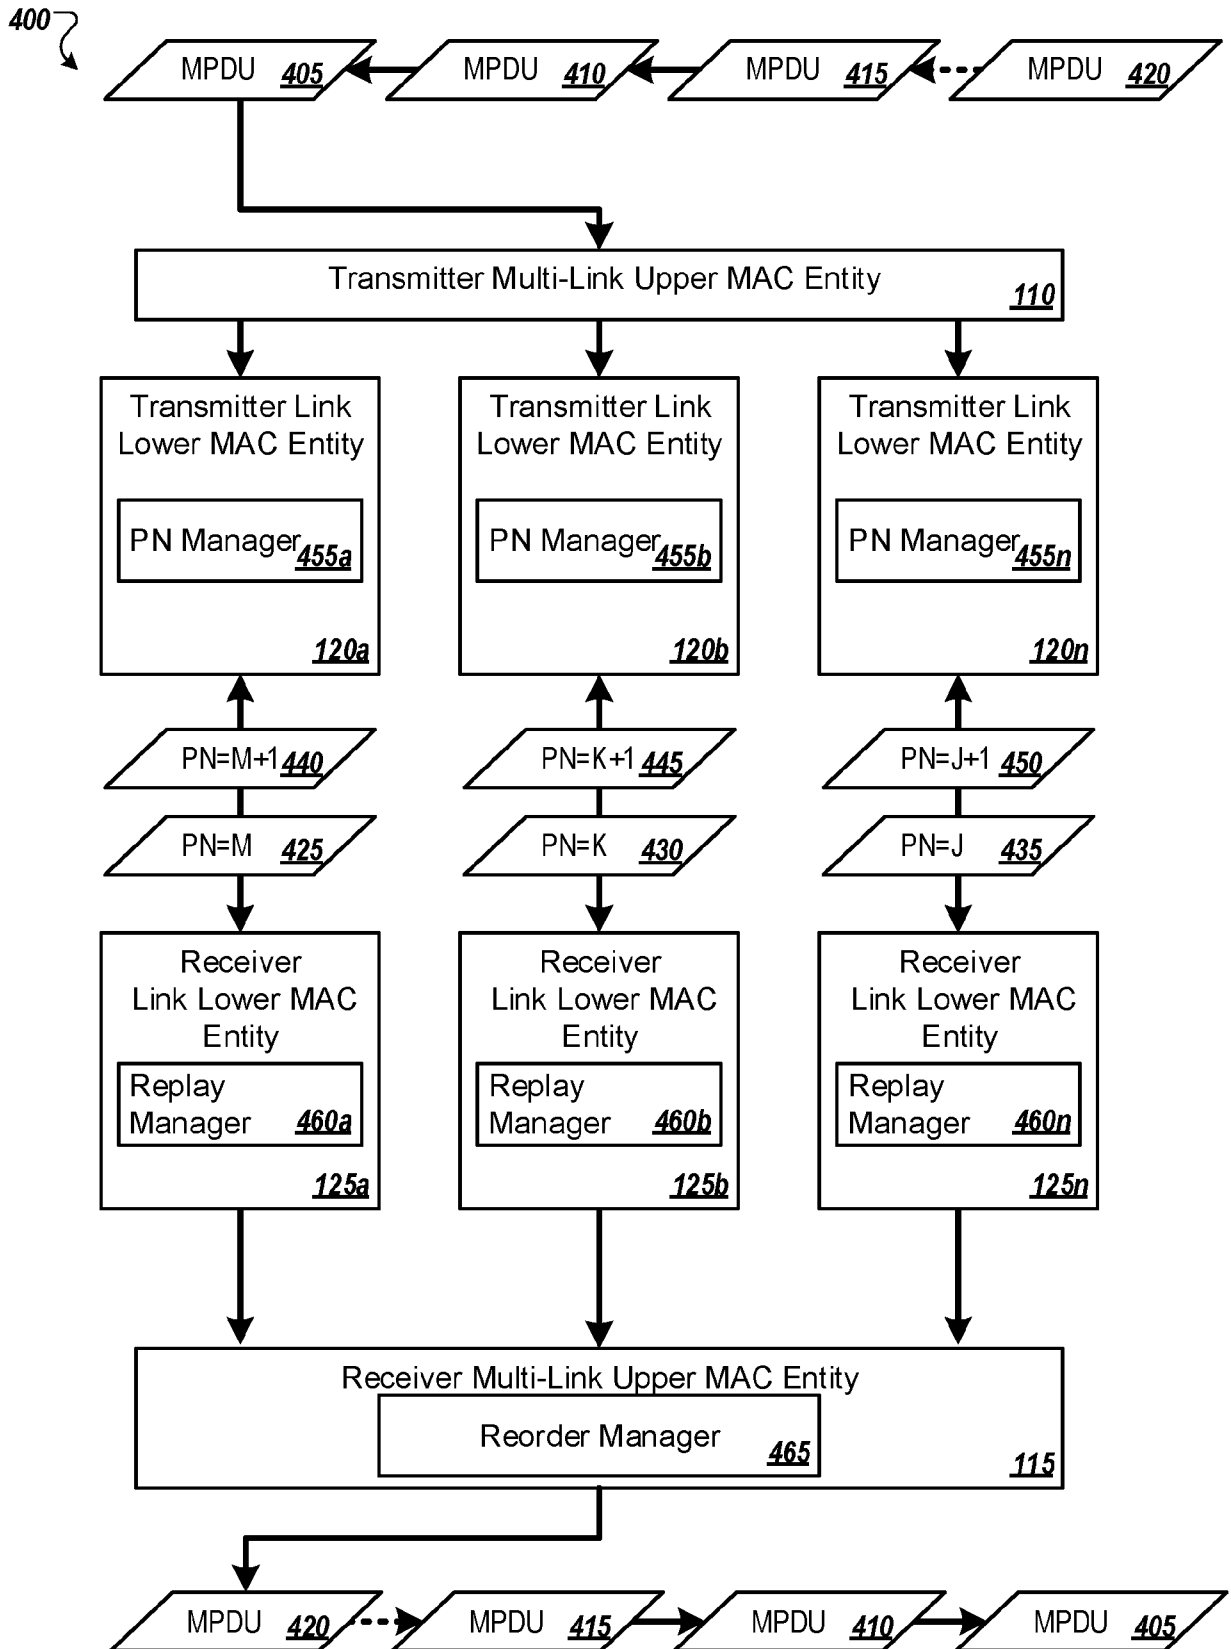 400
MPDU 405 MPDU 410 MPDU 415 MPDU 420
Transmitter Multi-Link Upper MAC Entity
110
Transmitter Link
Lower MAC Entity
PN Manager 455a
120a
Transmitter Link
Lower MAC Entity
PN Manager 455b
120b
Transmitter Link
Lower MAC Entity
PN Manager 455n
120n
PN=M+1 440 PN=K+1 445 PN=J+1 450
PN=M 425 PN=K 430 PN=J 435
Receiver
Link Lower MAC
Entity
Replay
Manager 460a
125a
Receiver
Link Lower MAC
Entity
Replay
Manager 460b
125b
Receiver
Link Lower MAC
Entity
Replay
Manager 460n
125n
Receiver Multi-Link Upper MAC Entity
Reorder Manager
465
115
MPDU 420 MPDU 415 MPDU 410 MPDU 405